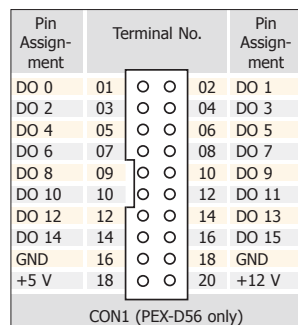 Pin Assign- ment Terminal No. Pin Assign- ment
DO 0 01 02 DO 1
DO 2 03 04 DO 3
DO 4 05 06 DO 5
DO 6 07 08 DO 7
DO 8 09 10 DO 9
DO 10 10 12 DO 11
DO 12 12 14 DO 13
DO 14 14 16 DO 15
GND 16 18 GND
+5 V 18 20 +12 V
CON1 (PEX-D56 only)